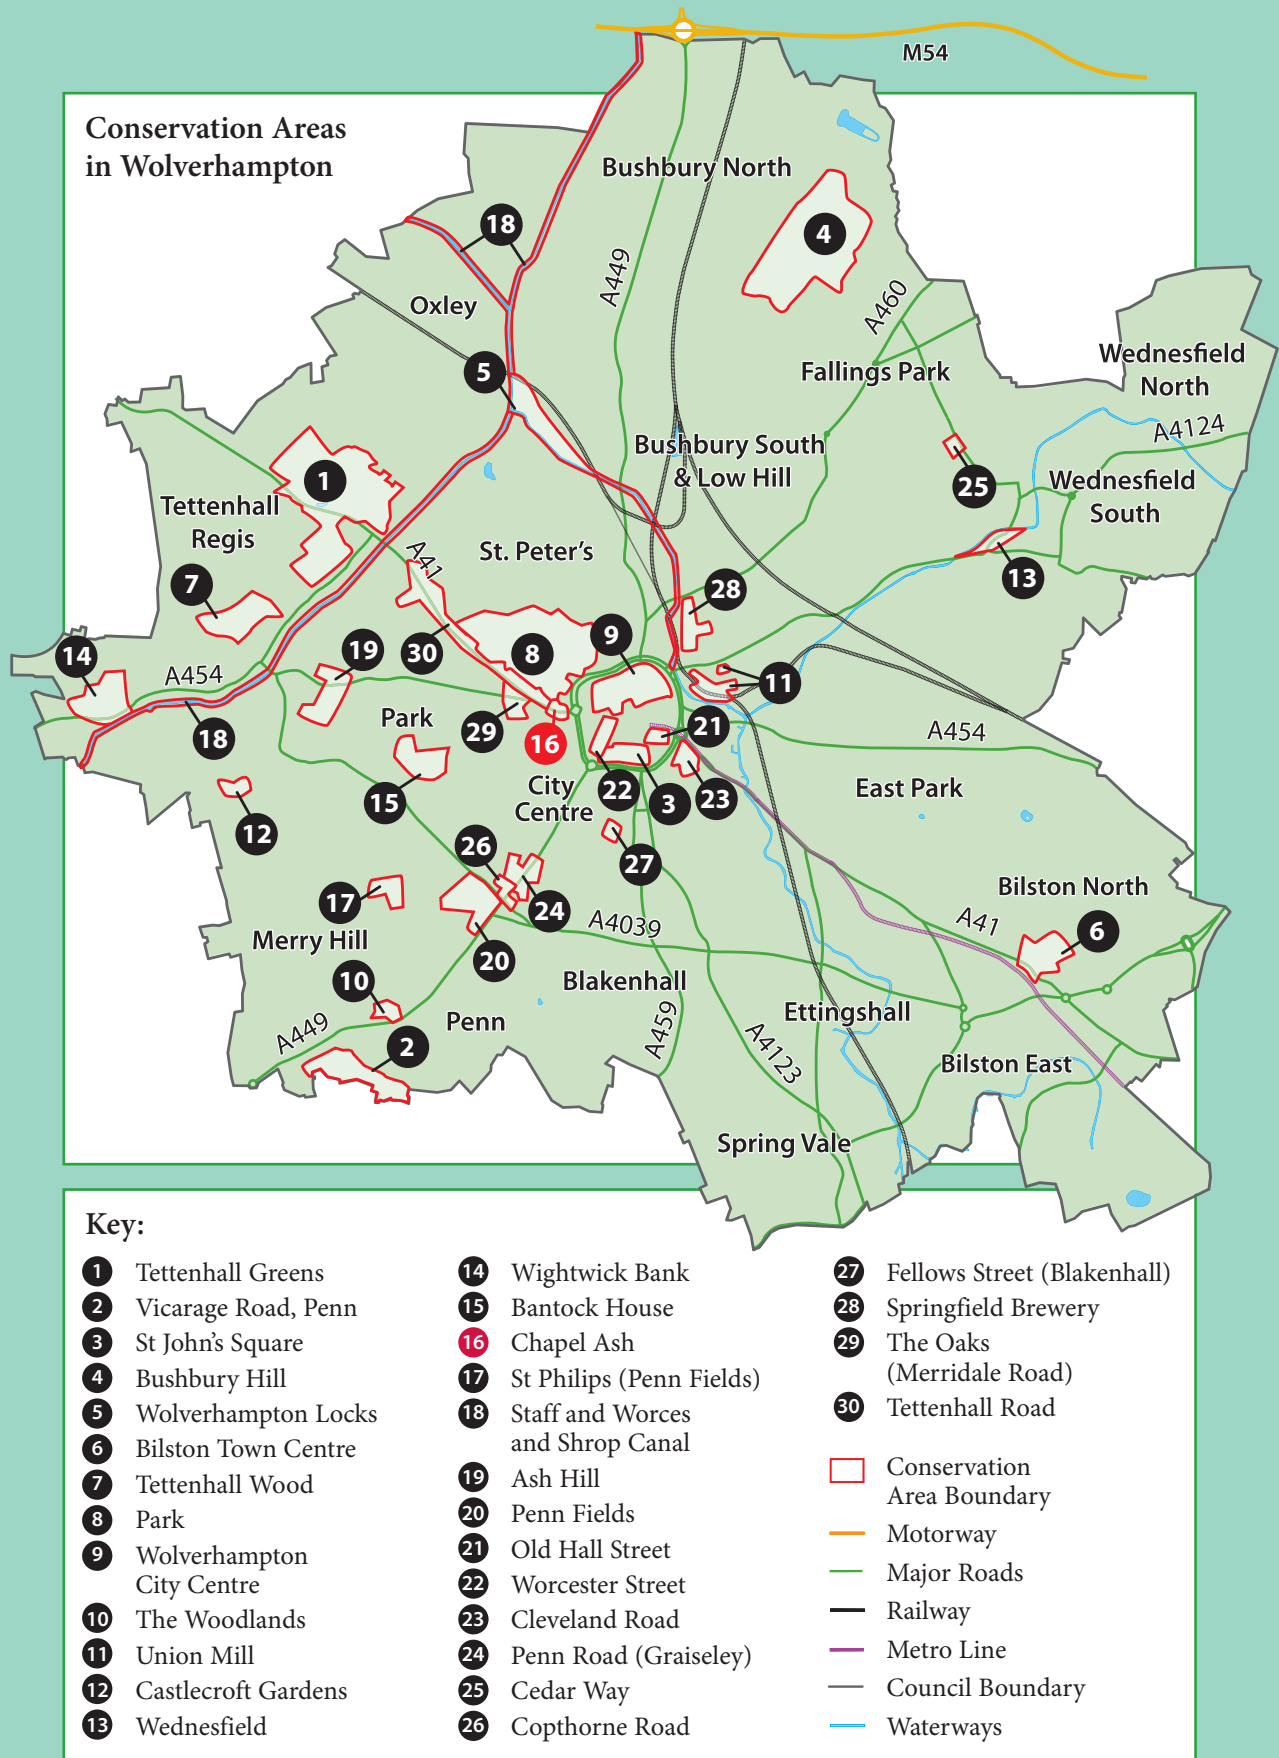 M54
Conservation Areas
in Wolverhampton
Bushbury North
18
4
A449
Oxley
A460
5
Fallings Park
Wednesfield
North
A4124
Bushbury South
& Low Hill
1
25
Wednesfield
South
Tettenhall
Regis
St. Peter's
A41
7
13
28
9
14
19
30
8
A454
11
Park
29
16
21
18
A454
City
Centre
22
3
23
East Park
15
12
26
27
Bilston North
17
24
A4039
A41
6
Merry Hill
20
10
Blakenhall
Ettingshall
A449
Penn
2
A459
A4123
Bilston East
Spring Vale
Key:
1 Tettenhall Greens
2 Vicarage Road, Penn
3 St John's Square
4 Bushbury Hill
5 Wolverhampton Locks
6 Bilston Town Centre
7 Tettenhall Wood
8 Park
9 Wolverhampton
City Centre
10 The Woodlands
11 Union Mill
12 Castlecroft Gardens
13 Wednesfield
14 Wightwick Bank
15 Bantock House
16 Chapel Ash
17 St Philips (Penn Fields)
18 Staff and Worces
and Shrop Canal
19 Ash Hill
20 Penn Fields
21 Old Hall Street
22 Worcester Street
23 Cleveland Road
24 Penn Road (Graiseley)
25 Cedar Way
26 Copthorne Road
27 Fellows Street (Blakenhall)
28 Springfield Brewery
29 The Oaks
(Merridale Road)
30 Tettenhall Road
Conservation
Area Boundary
Motorway
Major Roads
Railway
Metro Line
Council Boundary
Waterways